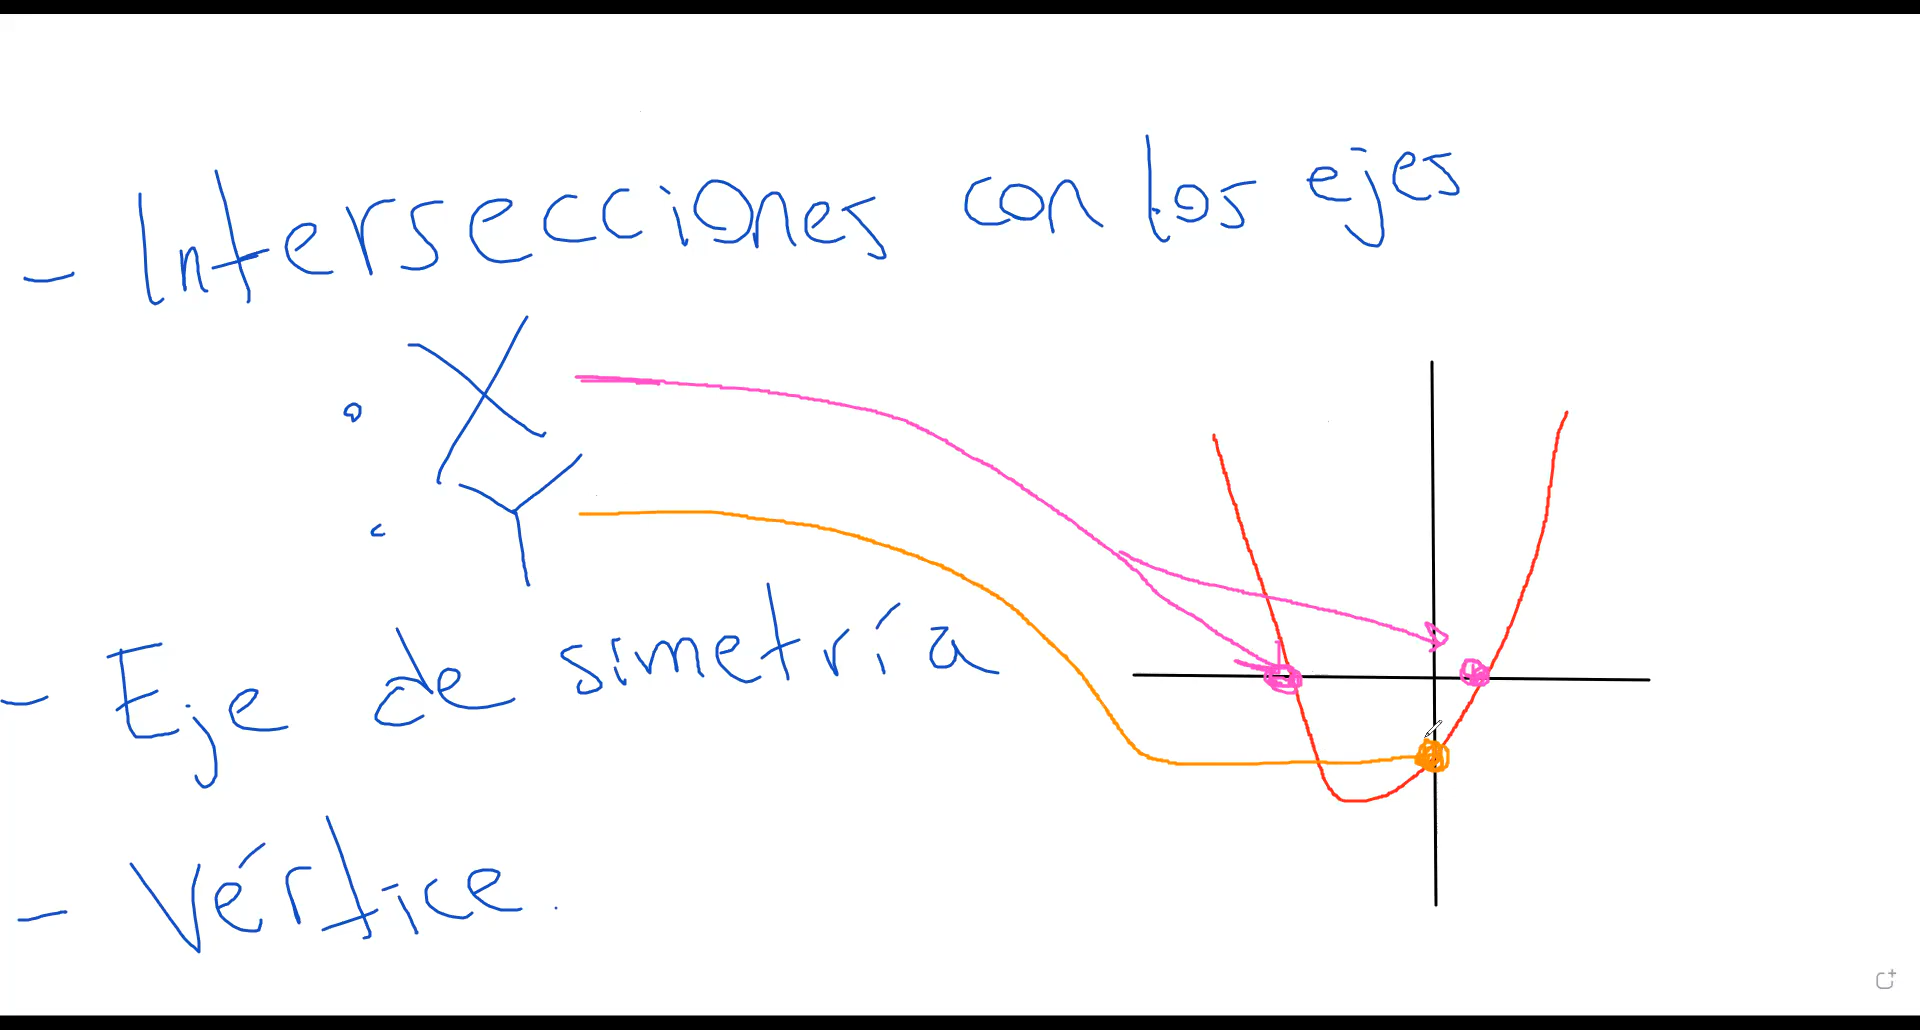 - Intersecciones con los ejes
• X
• Y
- Eje de simetría
- Vértice.